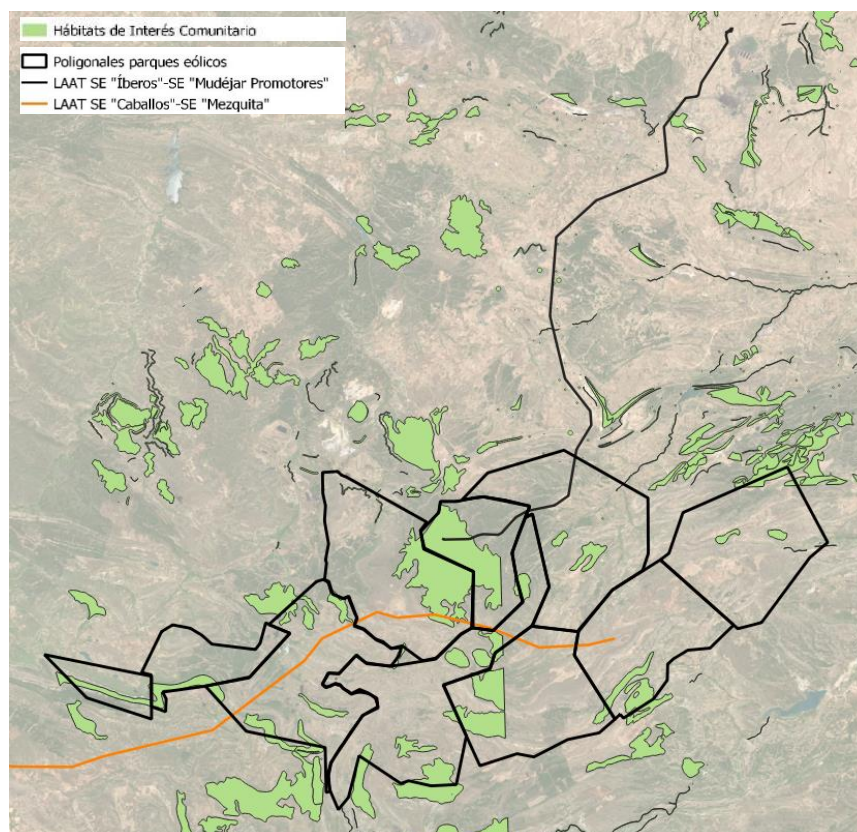 Hábitats de Interés Comunitario
Poligonales parques eólicos
LAAT SE "Íberos"-SE "Mudéjar Promotores"
LAAT SE "Caballos"-SE "Mezquita"